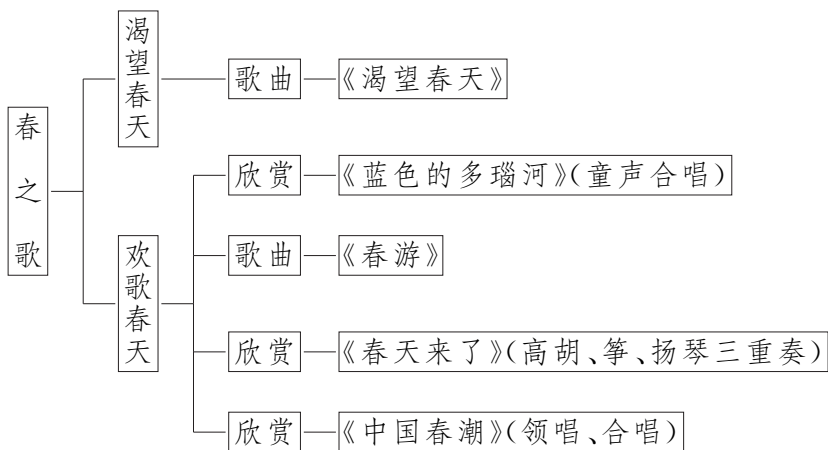 春之歌
渴望春天
歌曲
《渴望春天》
欢歌春天
欣赏
《蓝色的多瑙河》(童声合唱)
歌曲
《春游》
欣赏
《春天来了》(高胡、筝、扬琴三重奏)
欣赏
《中国春潮》(领唱、合唱)